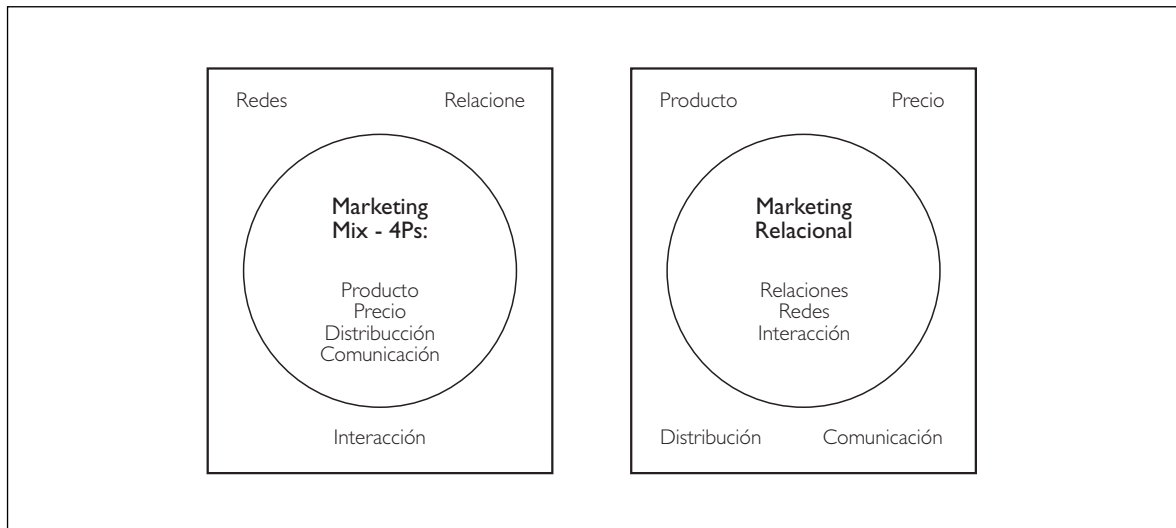 Redes Relacione
Marketing
Mix - 4Ps:
Producto
Precio
Distribucción
Comunicación
Interacción
Producto Precio
Marketing
Relacional
Relaciones
Redes
Interacción
Distribución Comunicación